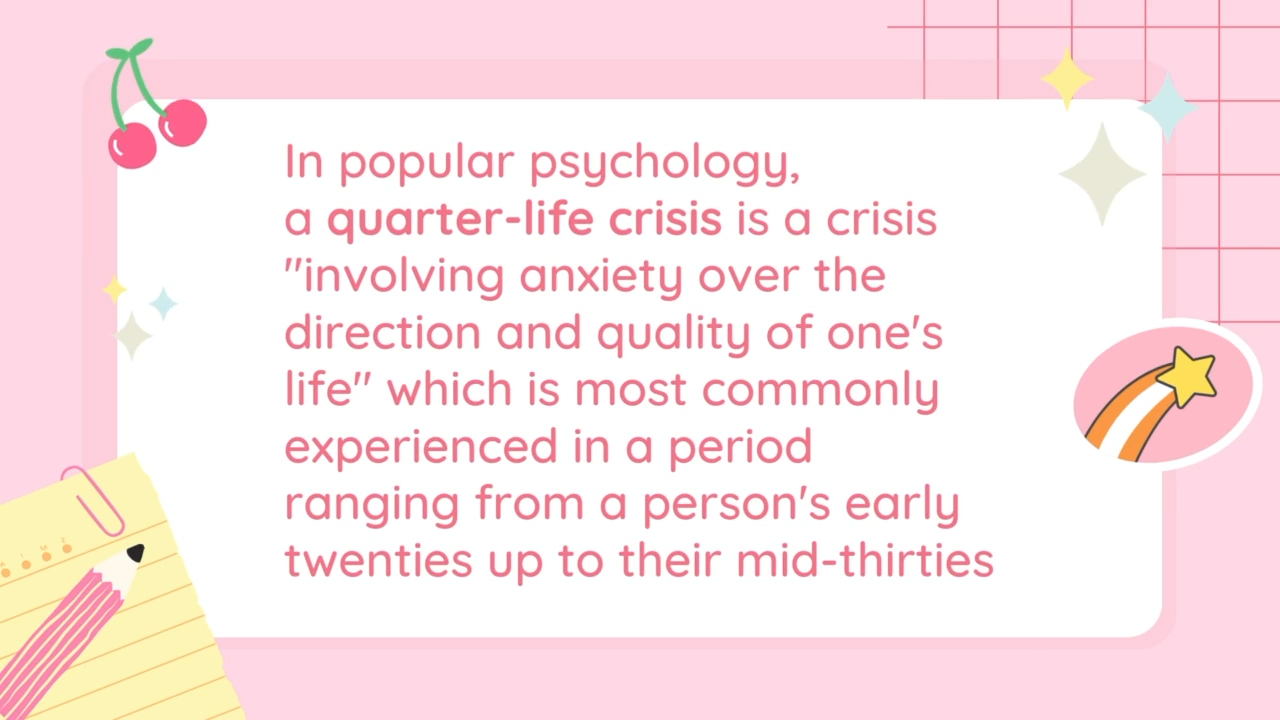 In popular psychology,
a quarter-life crisis is a crisis
"involving anxiety over the
direction and quality of one's
life" which is most commonly
experienced in a period
ranging from a person's early
twenties up to their mid-thirties